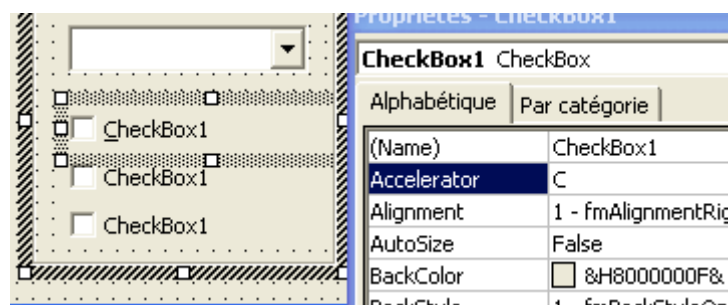 CheckBox1
CheckBox1
CheckBox1
Propriétés - CheckBox1
CheckBox1 CheckBox
Alphabétique Par catégorie
(Name) CheckBox1
Accelerator C
Alignment 1 - fmAlignmentRig
AutoSize False
BackColor &H8000000F&